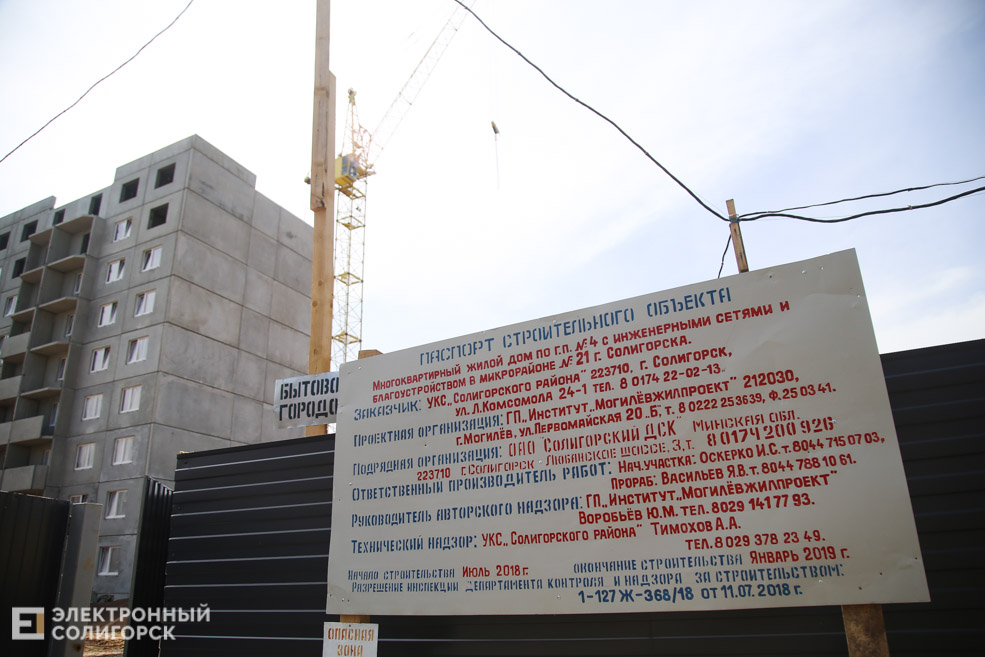 ПАСПОРТ СТРОИТЕЛЬНОГО ОБЪЕКТА
Многоквартирный жилой дом по г.п. №4 с инженерными сетями и
благоустройством в микрорайоне №21 г. Солигорска.
Заказчик: УКС „Солигорского района" 223710, г. Солигорск,
ул. Л.Комсомола 24-1 тел. 8 0174 22-02-13
Проектная организация: ГП„Институт„Могилёвжилпроект" 212030,
г.Могилёв, ул.Первомайская 20„Б, т. 8 0222 253639, Ф. 25 03 41.
Подрядная организация: ОАО "Солигорский ДСК" Минская обл.
223710 г.Солигорск Любанское шоссе, 3, т. 8 0174 200 926
Ответственный производитель работ: Нач.участка: Оскерко И.С.т. 8044 715 07 03,
Прораб: Васильев Я.В.т. 8044 788 10 61.
Руководитель авторского надзора: ГП„Институт„Могилёвжилпроект"
Воробьёв Ю.М. тел. 8029 141 77 93.
Технический надзор: УКС„Солигорского района" Тимохов А.А.
тел. 8 029 378 23 49.
Начало строительства Июль 2018 г. окончание строительства Январь 2019 г.
Разрешение инспекции Департамента контроля и надзора за строительством:
1-127 Ж-368/18 от 11.07.2018 г.
БЫТОВО
ГОРОДО
ОПАСНАЯ
ЗОНА
ЭЛЕКТРОННЫЙ
СОЛИГОРСК